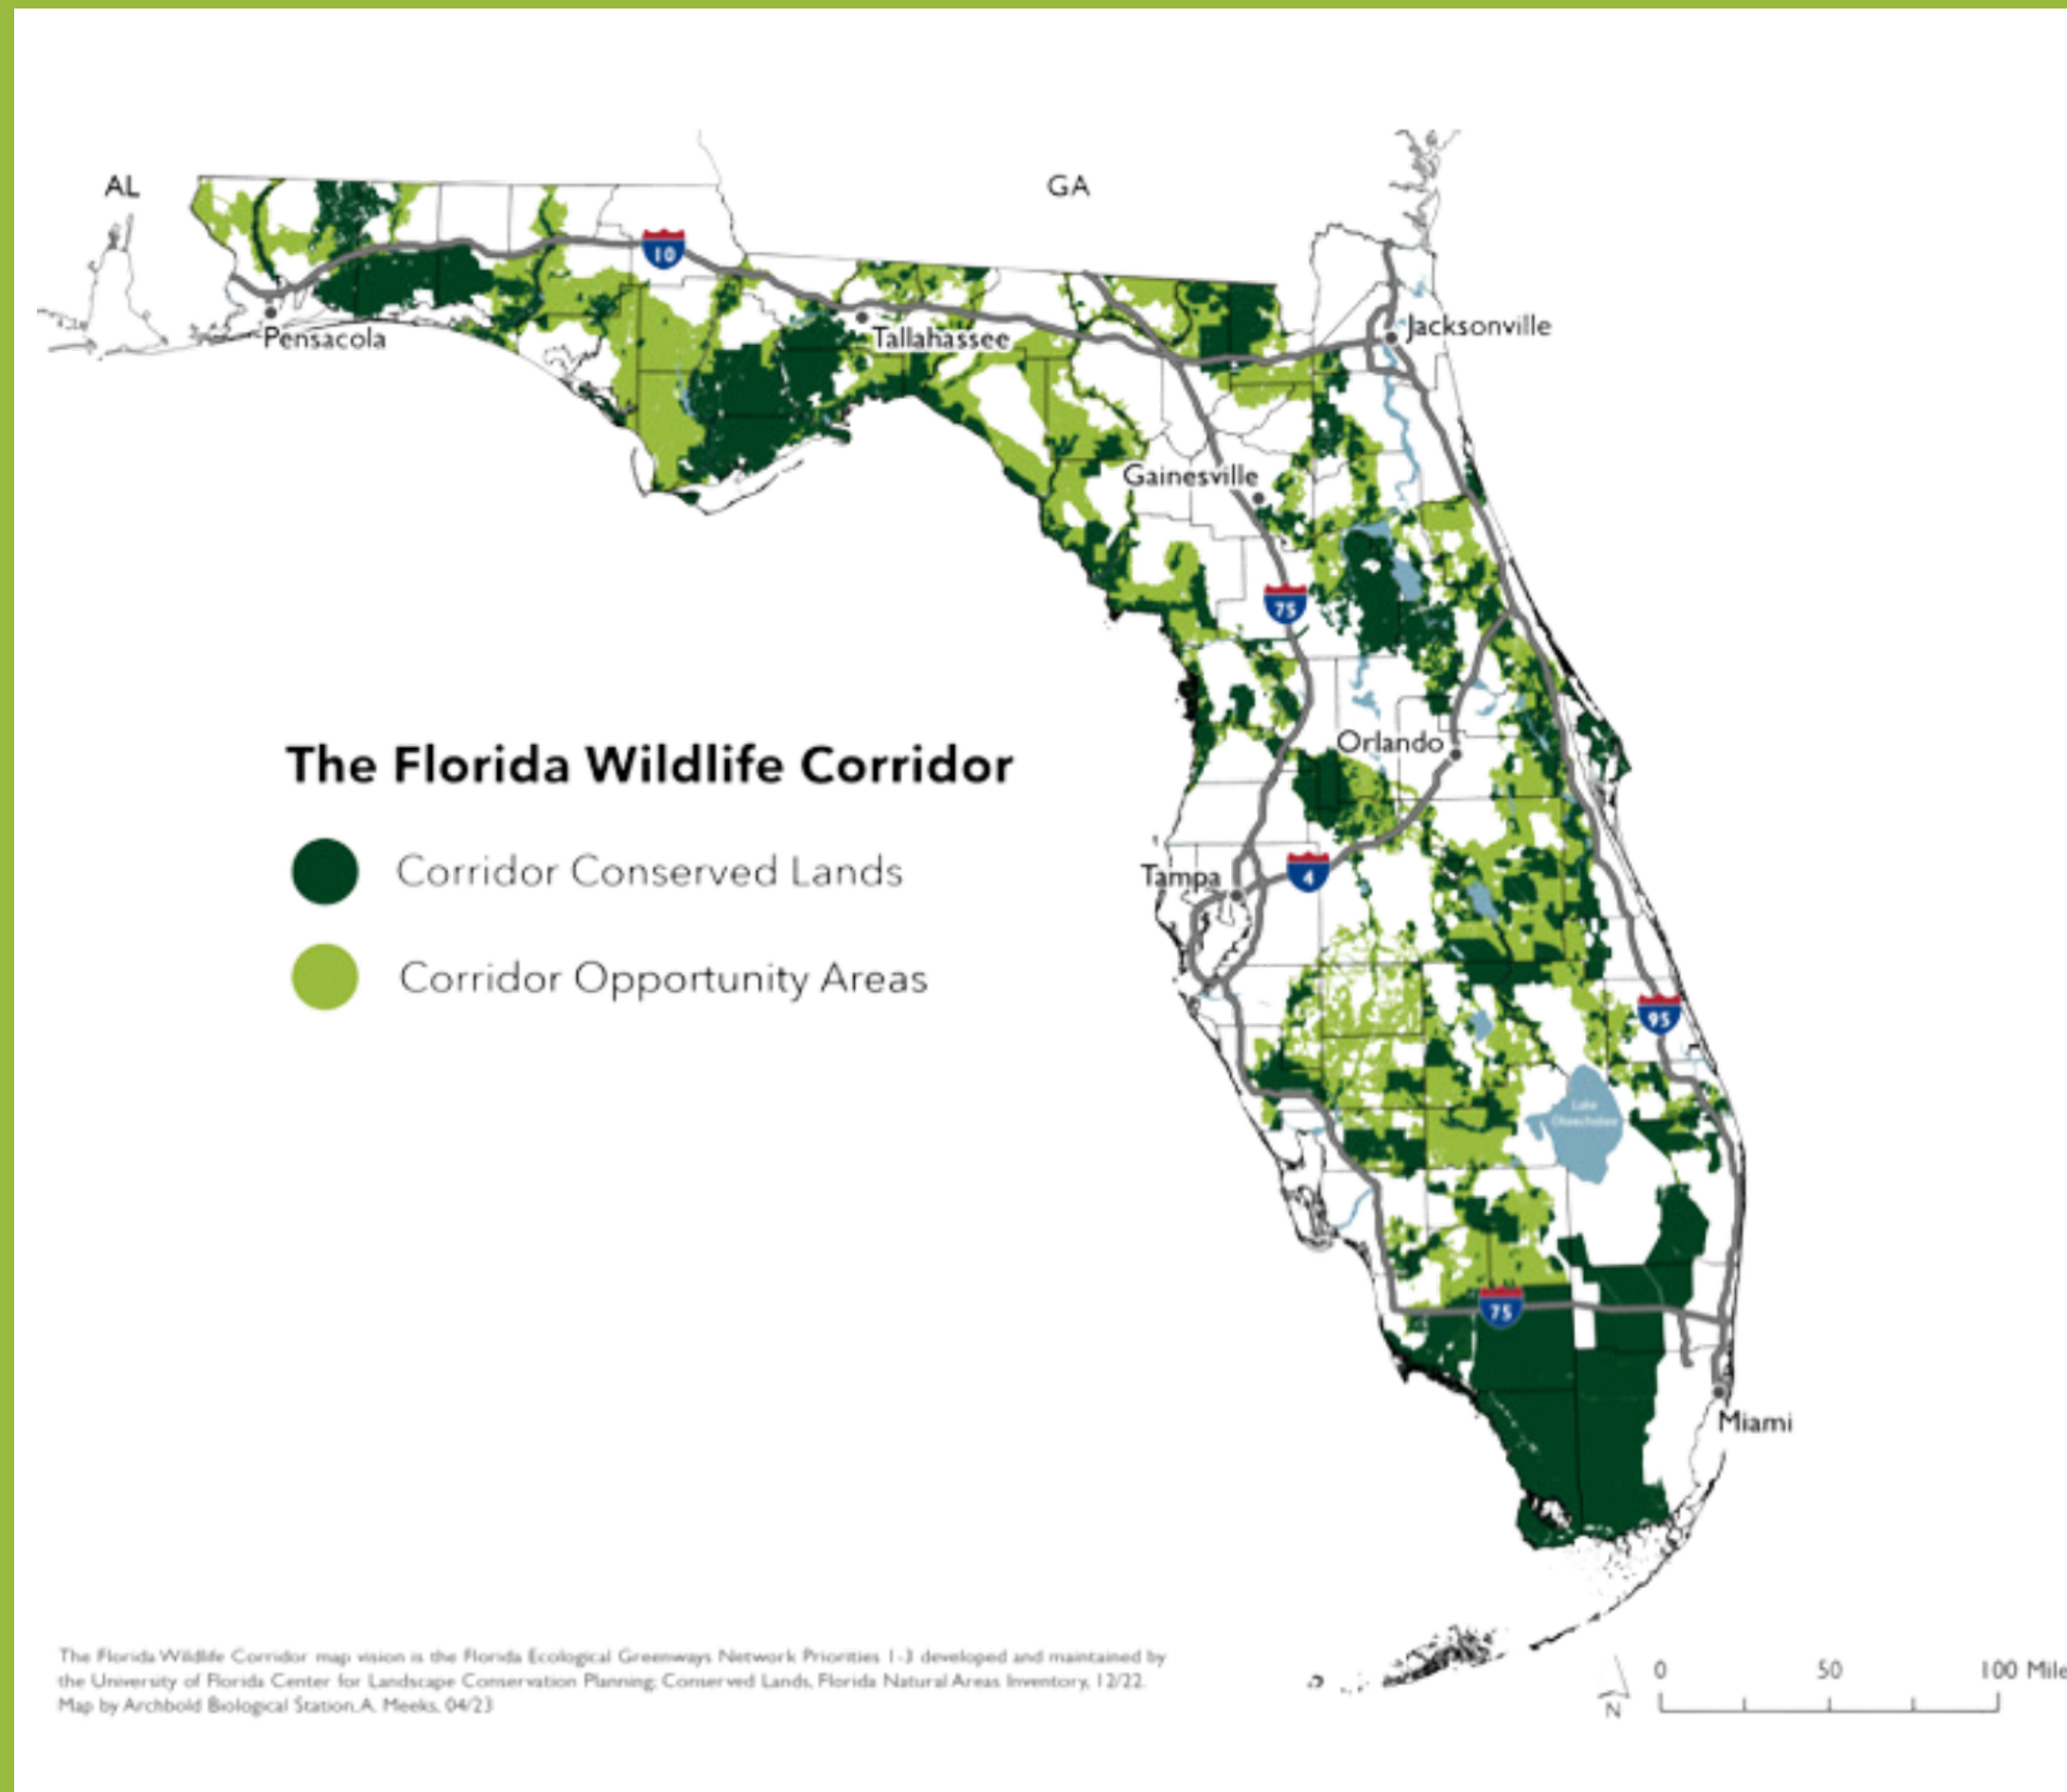 AL
GA
10
Jacksonville
Pensacola
Tallahassee
Gainesville
75
The Florida Wildlife Corridor
Orlando
Corridor Conserved Lands
Tampa
4
Corridor Opportunity Areas
95
Lake
Okeechobee
75
Miami
The Florida Wildlife Corridor map vision is the Florida Ecological Greenways Network Priorities 1-3 developed and maintained by
the University of Florida Center for Landscape Conservation Planning; Conserved Lands, Florida Natural Areas Inventory, 12/22.
Map by Archbold Biological Station. A. Meeks, 04/23
0 50 100 Mile
N